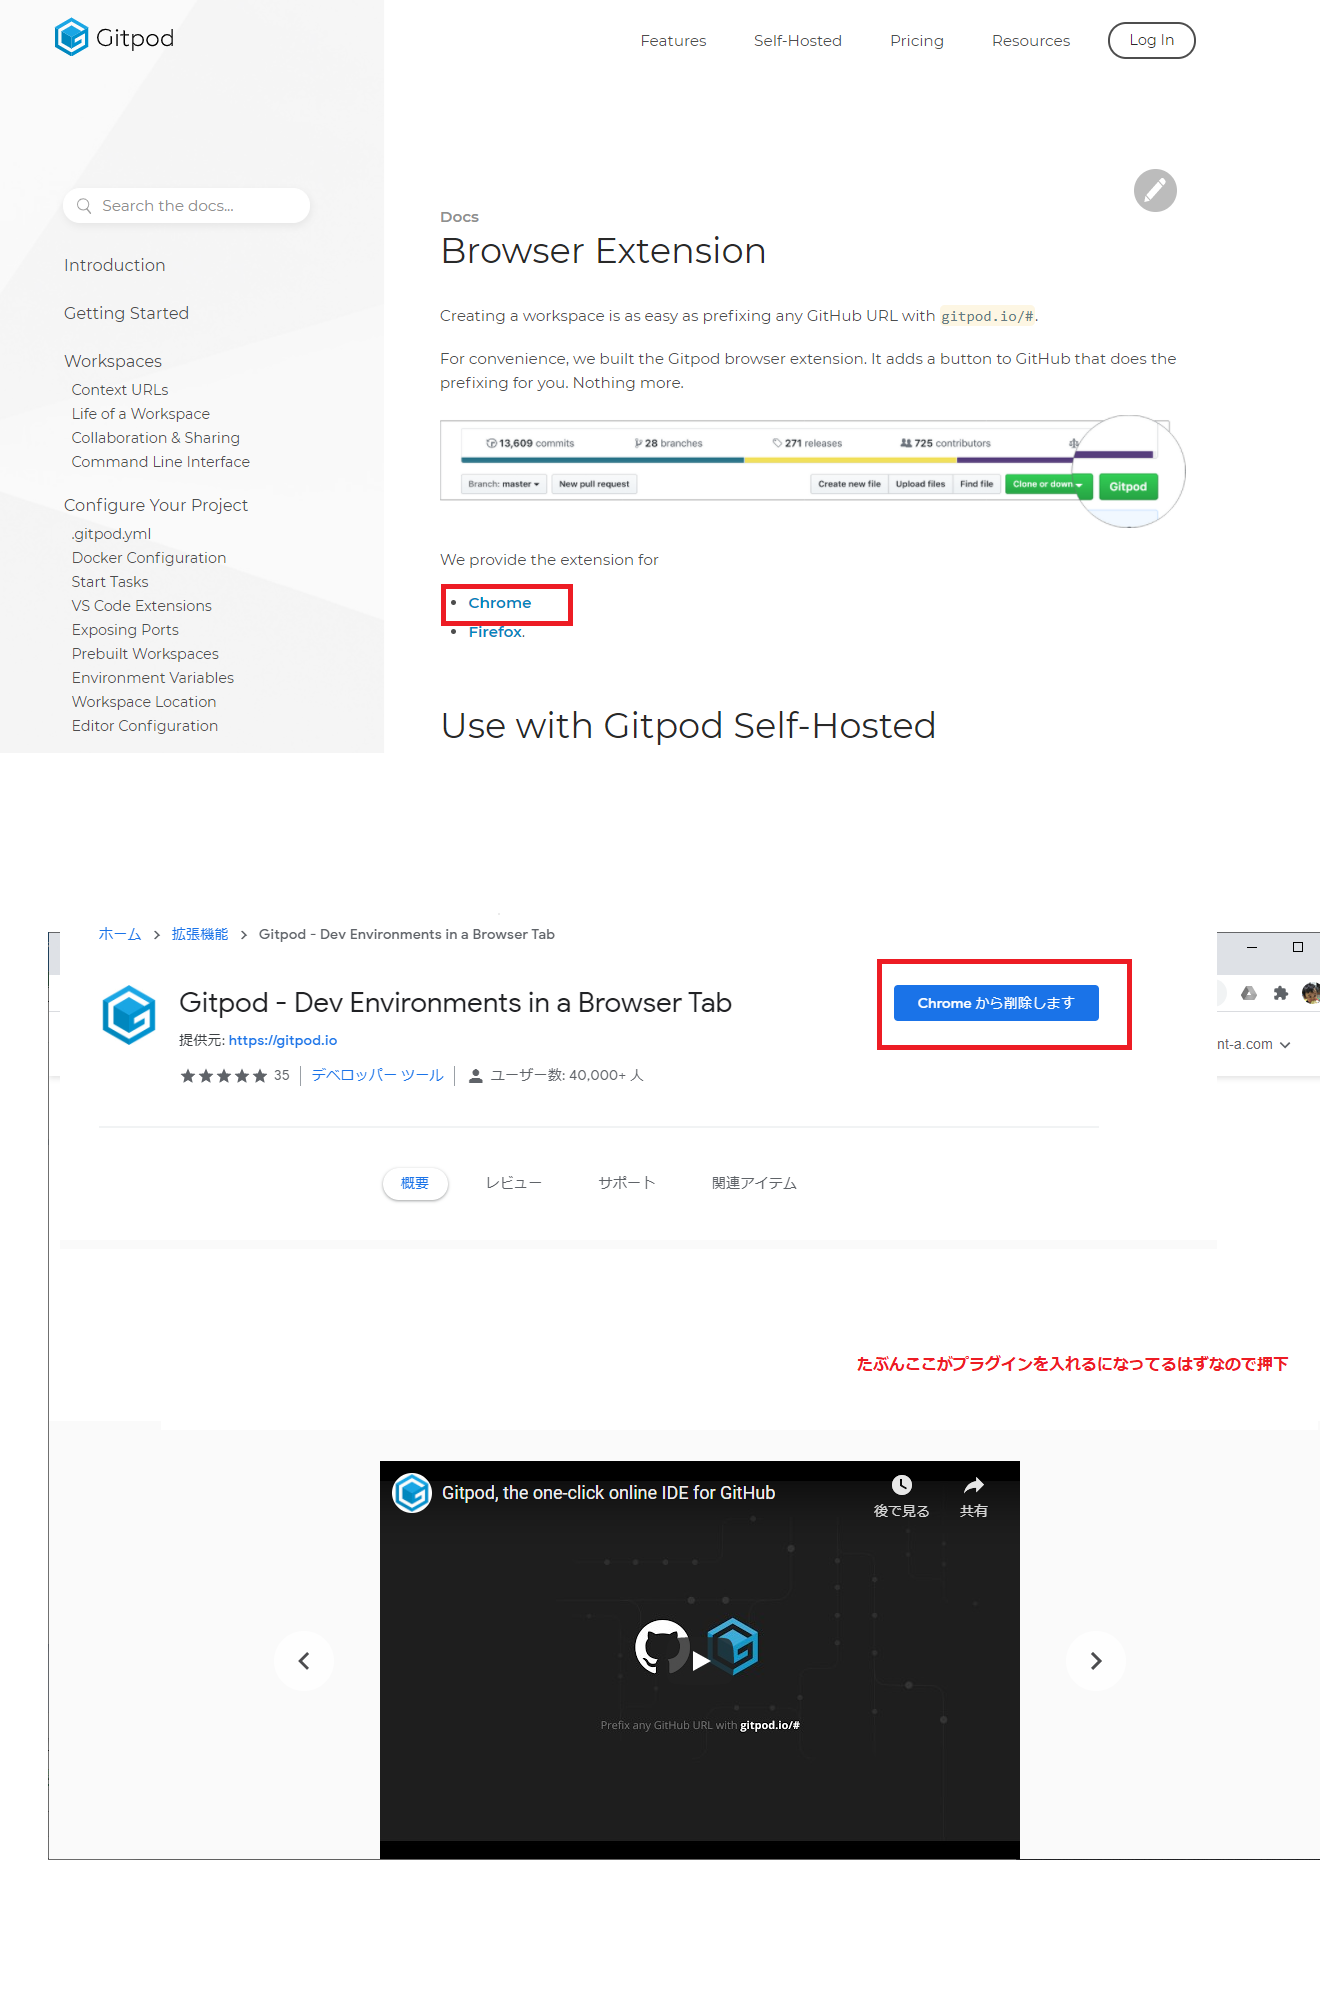 Gitpod
Features
Self-Hosted
Pricing
Resources
Log In
Search the docs...
Introduction
Getting Started
Workspaces
Context URLs
Life of a Workspace
Collaboration & Sharing
Command Line Interface
Configure Your Project
.gitpod.yml
Docker Configuration
Start Tasks
VS Code Extensions
Exposing Ports
Prebuilt Workspaces
Environment Variables
Workspace Location
Editor Configuration
Docs
Browser Extension
Creating a workspace is as easy as prefixing any GitHub URL with gitpod.io/#.
For convenience, we built the Gitpod browser extension. It adds a button to GitHub that does the
prefixing for you. Nothing more.
13,609 commits
28 branches
271 releases
725 contributors
Branch: master
New pull request
Create new file
Upload files
Find file
Clone or down
Gitpod
We provide the extension for
• Chrome
• Firefox.
Use with Gitpod Self-Hosted
ホーム > 拡張機能 > Gitpod - Dev Environments in a Browser Tab
Gitpod - Dev Environments in a Browser Tab
Chrome から削除します
提供元: https://gitpod.io
nt-a.com
★★★★★ 35 | デベロッパー ツール | ユーザー数: 40,000+ 人
概要
レビュー
サポート
関連アイテム
たぶんここがプラグインを入れるになってるはずなので押下
Gitpod, the one-click online IDE for GitHub
後で見る
共有
Prefix any GitHub URL with gitpod.io/#